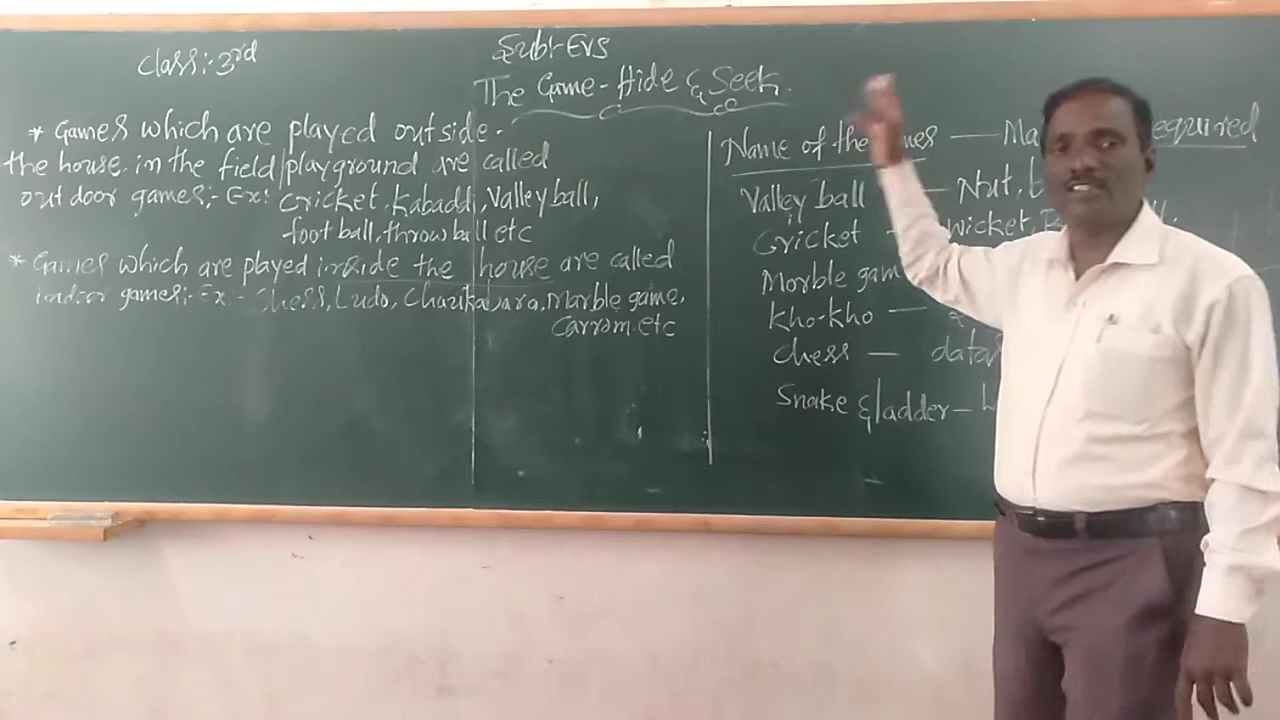 Class:- 3rd
Sub:- EVS
The Game - Hide & Seek.
* Games which are played outside.
the house. in the field/playground are called
out door games:- Ex: Cricket, kabaddi, Valley ball,
foot ball, throw ball etc
* Games which are played inside the house are called
indoor games:- Ex:- Chess, Ludo, Marble game,
Carrom. etc
Name of the — required
Valley ball — Nut,
Cricket - wicket,
Morble
kho-kho —
chess —
Snake & ladder -